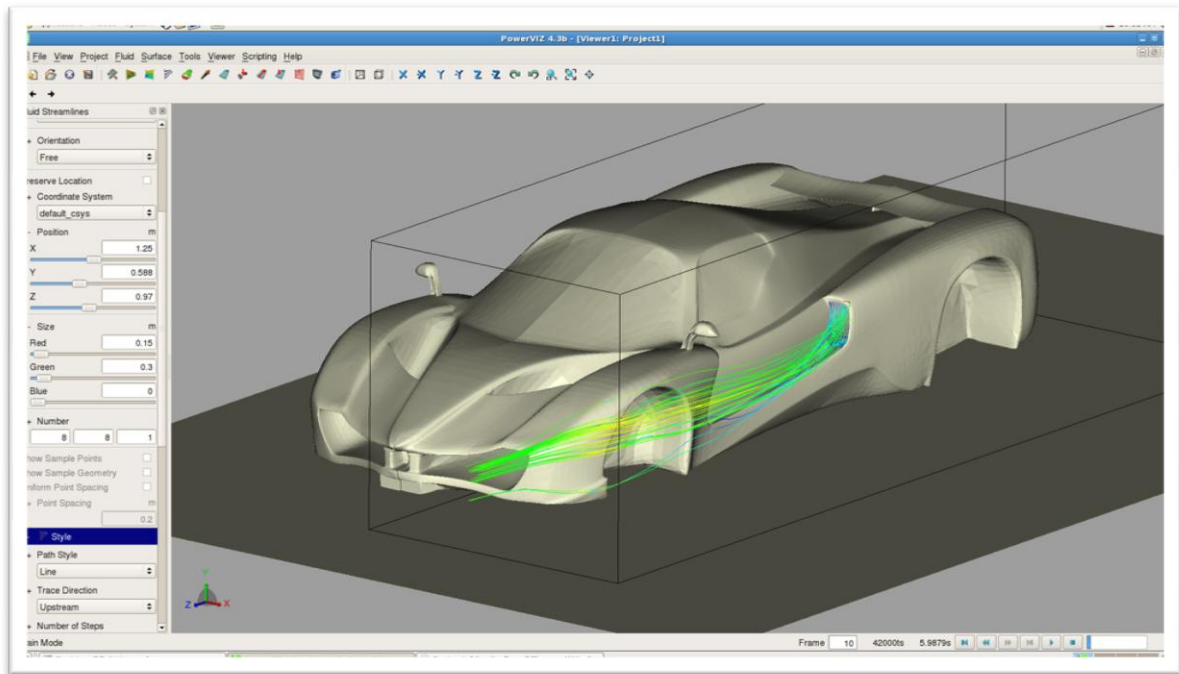 PowerVIZ 4.3b - [Viewer1: Project1]
File View Project Fluid Surface Tools Viewer Scripting Help
luid Streamlines
+ Orientation
Free
reserve Location
+ Coordinate System
default_csys
- Position m
X 1.25
Y 0.588
Z 0.97
- Size m
Red 0.15
Green 0.3
Blue 0
+ Number
8 8 1
how Sample Points
how Sample Geometry
niform Point Spacing
+ Point Spacing m
0.2
Style
+ Path Style
Line
+ Trace Direction
Upstream
+ Number of Steps
Y
Z X
ain Mode Frame 10 42000ts 5.9879s